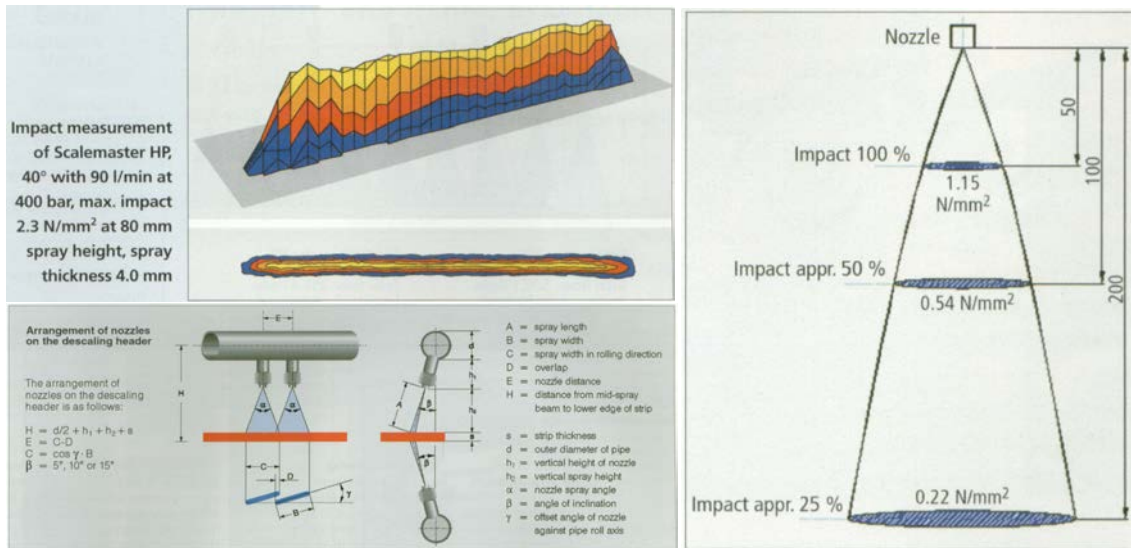 Impact measurement
of Scalemaster HP,
40° with 90 l/min at
400 bar, max. impact
2.3 N/mm² at 80 mm
spray height, spray
thickness 4.0 mm
Arrangement of nozzles
on the descaling header
The arrangement of
nozzles on the descaling
header is as follows:
H = d/2 + h₁ + h₂ + s
E = C-D
C = cos γ · B
β = 5°, 10° or 15°
E
H
α
α
C
D
B
γ
d
h₁
A
β
h₂
s
β
A = spray length
B = spray width
C = spray width in rolling direction
D = overlap
E = nozzle distance
H = distance from mid-spray
beam to lower edge of strip
s = strip thickness
d = outer diameter of pipe
h₁ = vertical height of nozzle
h₂ = vertical spray height
α = nozzle spray angle
β = angle of inclination
γ = offset angle of nozzle
against pipe roll axis
Nozzle
50
100
200
Impact 100 %
1.15
N/mm²
Impact appr. 50 %
0.54 N/mm²
Impact appr. 25 %
0.22 N/mm²